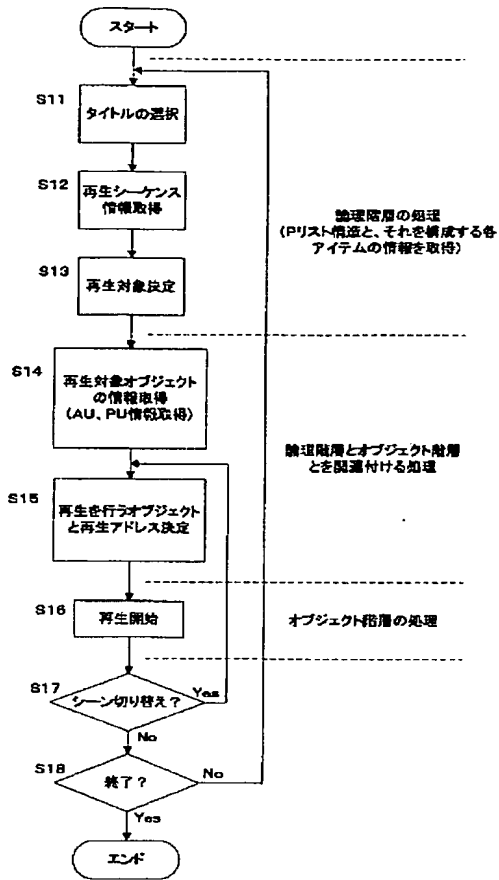 スタート
S11
タイトルの選択
S12
再生シーケンス
情報取得
論理階層の処理
(Pリスト情造と、それを構成する各
アイテムの情報を取得)
S13
再生対象決定
S14
再生対象オブジェクト
の情報取得
(AU、PU情報取得)
論理階層とオブジェクト階層
とを関連付ける処理
S15
再生を行うオブジェクト
と再生アドレス決定
S16
再生開始
オブジェクト階層の処理
S17
シーン切り替え？
Yes
No
S18
終了？
No
Yes
エンド